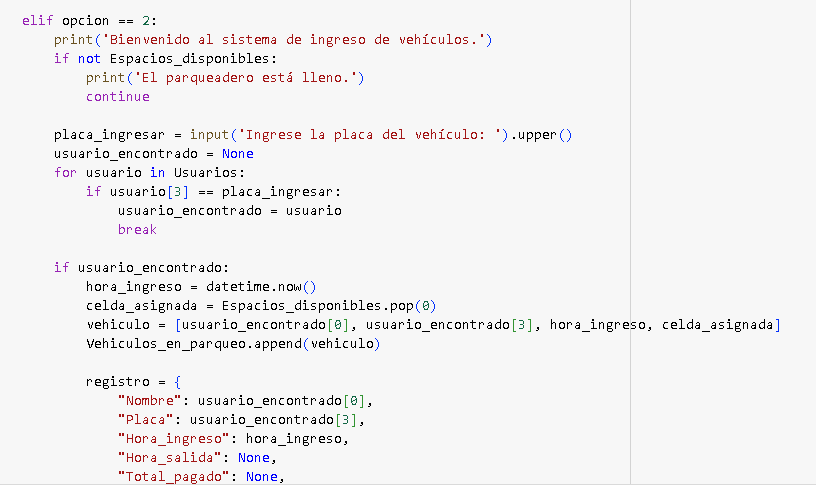 elif opcion == 2:
    print('Bienvenido al sistema de ingreso de vehículos.')
    if not Espacios_disponibles:
        print('El parqueadero está lleno.')
        continue

    placa_ingresar = input('Ingrese la placa del vehículo: ').upper()
    usuario_encontrado = None
    for usuario in Usuarios:
        if usuario[3] == placa_ingresar:
            usuario_encontrado = usuario
            break

    if usuario_encontrado:
        hora_ingreso = datetime.now()
        celda_asignada = Espacios_disponibles.pop(0)
        vehiculo = [usuario_encontrado[0], usuario_encontrado[3], hora_ingreso, celda_asignada]
        Vehiculos_en_parqueo.append(vehiculo)

        registro = {
            "Nombre": usuario_encontrado[0],
            "Placa": usuario_encontrado[3],
            "Hora_ingreso": hora_ingreso,
            "Hora_salida": None,
            "Total_pagado": None,